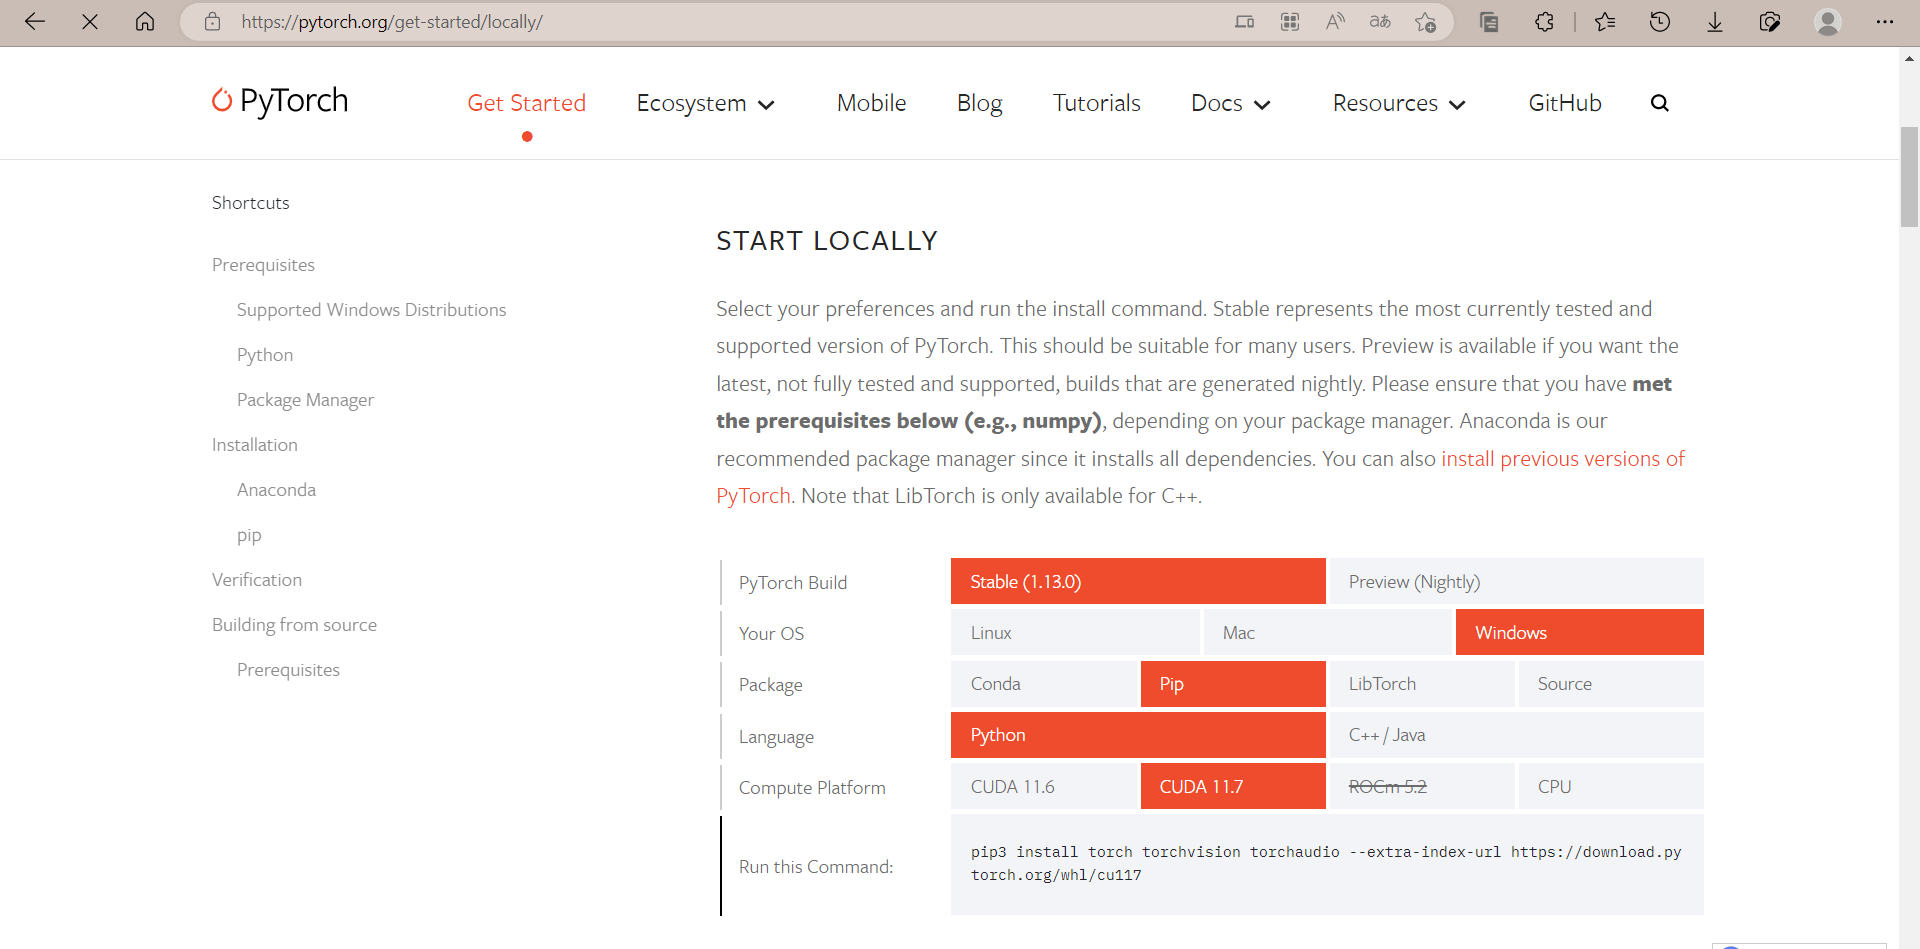 https://pytorch.org/get-started/locally/
PyTorch
Get Started
Ecosystem
Mobile
Blog
Tutorials
Docs
Resources
GitHub
Shortcuts
Prerequisites
Supported Windows Distributions
Python
Package Manager
Installation
Anaconda
pip
Verification
Building from source
Prerequisites
START LOCALLY
Select your preferences and run the install command. Stable represents the most currently tested and
supported version of PyTorch. This should be suitable for many users. Preview is available if you want the
latest, not fully tested and supported, builds that are generated nightly. Please ensure that you have met
the prerequisites below (e.g., numpy), depending on your package manager. Anaconda is our
recommended package manager since it installs all dependencies. You can also install previous versions of
PyTorch. Note that LibTorch is only available for C++.
PyTorch Build
Stable (1.13.0)
Preview (Nightly)
Your OS
Linux
Mac
Windows
Package
Conda
Pip
LibTorch
Source
Language
Python
C++ / Java
Compute Platform
CUDA 11.6
CUDA 11.7
ROCm 5.2
CPU
Run this Command:
pip3 install torch torchvision torchaudio --extra-index-url https://download.py
torch.org/whl/cu117